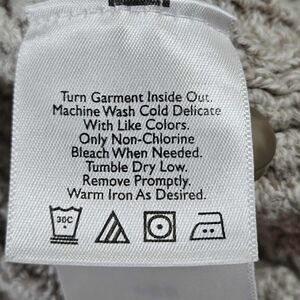 Turn Garment Inside Out.
Machine Wash Cold Delicate
With Like Colors.
Only Non-Chlorine
Bleach When Needed.
Tumble Dry Low.
Remove Promptly.
Warm Iron As Desired.
30C